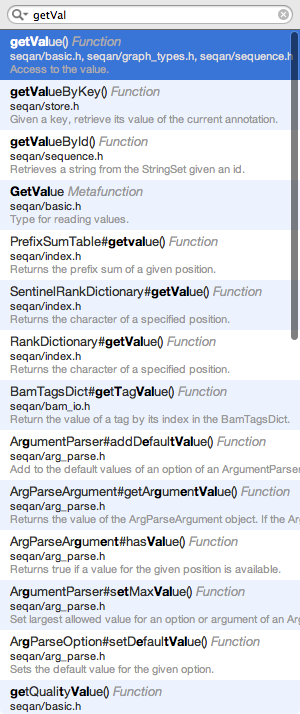 getVal
getValue() Function
seqan/basic.h, seqan/graph_types.h, seqan/sequence.h
Access to the value.
getValueByKey() Function
seqan/store.h
Given a key, retrieve its value of the current annotation.
getValueById() Function
seqan/sequence.h
Retrieves a string from the StringSet given an id.
GetValue Metafunction
seqan/basic.h
Type for reading values.
PrefixSumTable#getvalue() Function
seqan/index.h
Returns the prefix sum of a given position.
SentinelRankDictionary#getValue() Function
seqan/index.h
Returns the character of a specified position.
RankDictionary#getValue() Function
seqan/index.h
Returns the character of a specified position.
BamTagsDict#getTagValue() Function
seqan/bam_io.h
Return the value of a tag by its index in the BamTagsDict.
ArgumentParser#addDefaultValue() Function
seqan/arg_parse.h
Add to the default values of an option of an ArgumentParser
ArgParseArgument#getArgumentValue() Function
seqan/arg_parse.h
Returns the value of the ArgParseArgument object. If the Ar
ArgParseArgument#hasValue() Function
seqan/arg_parse.h
Returns true if a value for the given position is available.
ArgumentParser#setMaxValue() Function
seqan/arg_parse.h
Set largest allowed value for an option or argument of an Ar
ArgParseOption#setDefaultValue() Function
seqan/arg_parse.h
Sets the default value for the given option.
getQualityValue() Function
seqan/basic.h